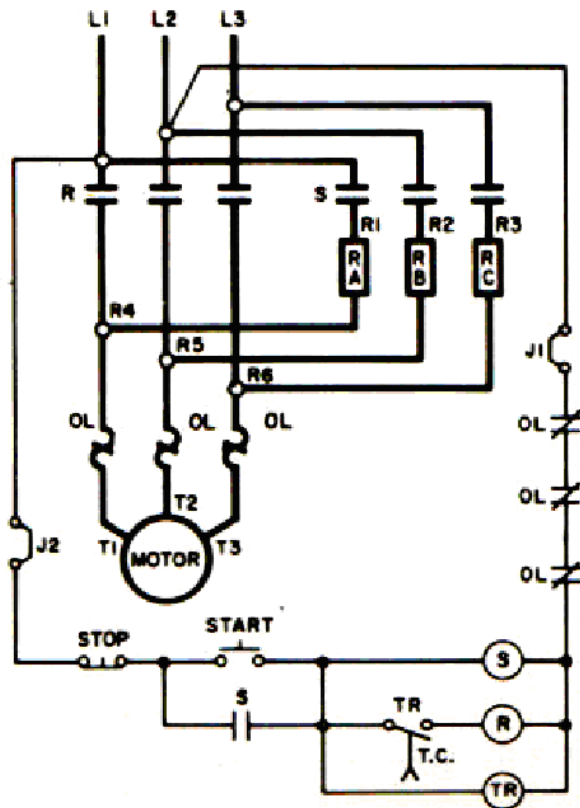 L1 L2 L3
R S R1 R2 R3
RA RB RC
R4
R5
R6
J1
OL OL OL OL
T2
OL
T1 MOTOR T3
J2
OL
STOP START
S
S TR R
T.C.
TR